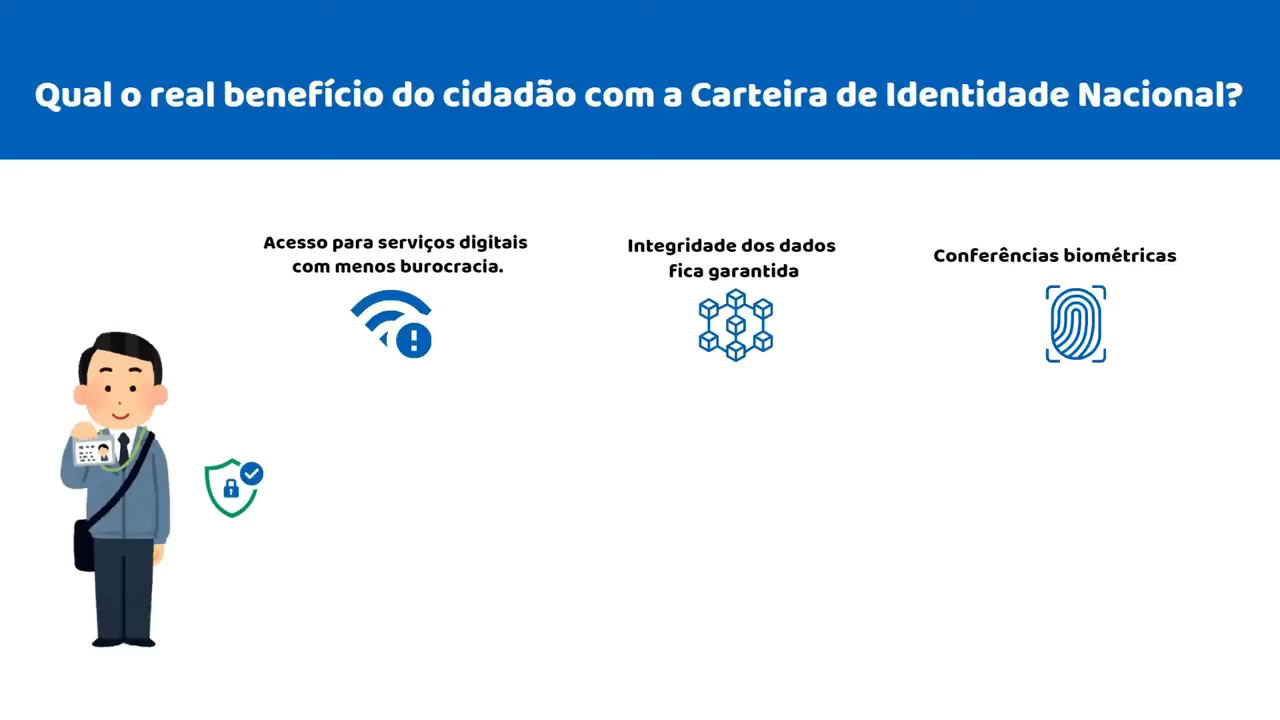 Qual o real benefício do cidadão com a Carteira de Identidade Nacional?
Acesso para serviços digitais
com menos burocracia.
Integridade dos dados
fica garantida
Conferências biométricas